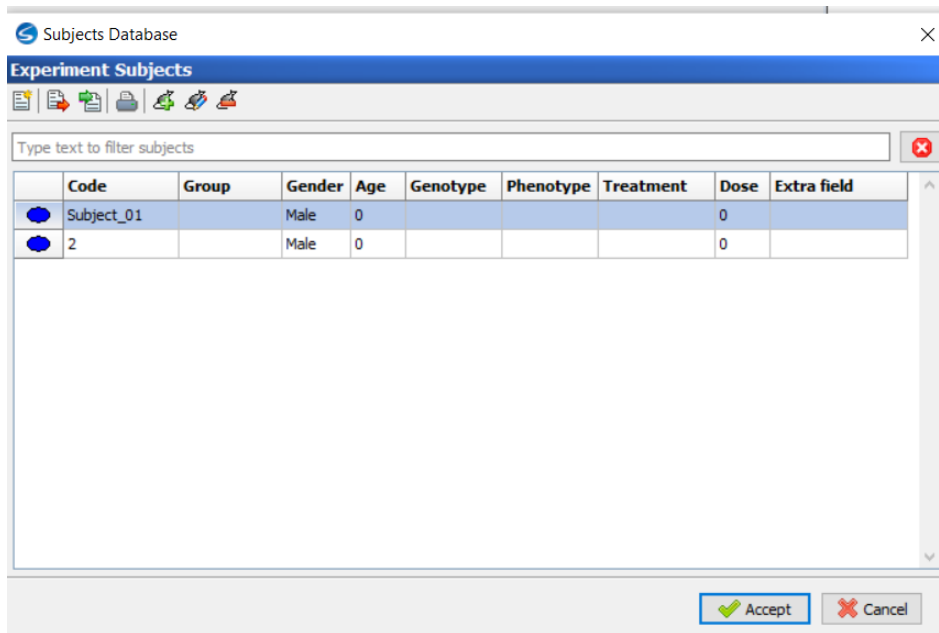 Subjects Database
Experiment Subjects
Type text to filter subjects
Code Group Gender Age Genotype Phenotype Treatment Dose Extra field
Subject_01 Male 0 0
2 Male 0 0
Accept Cancel